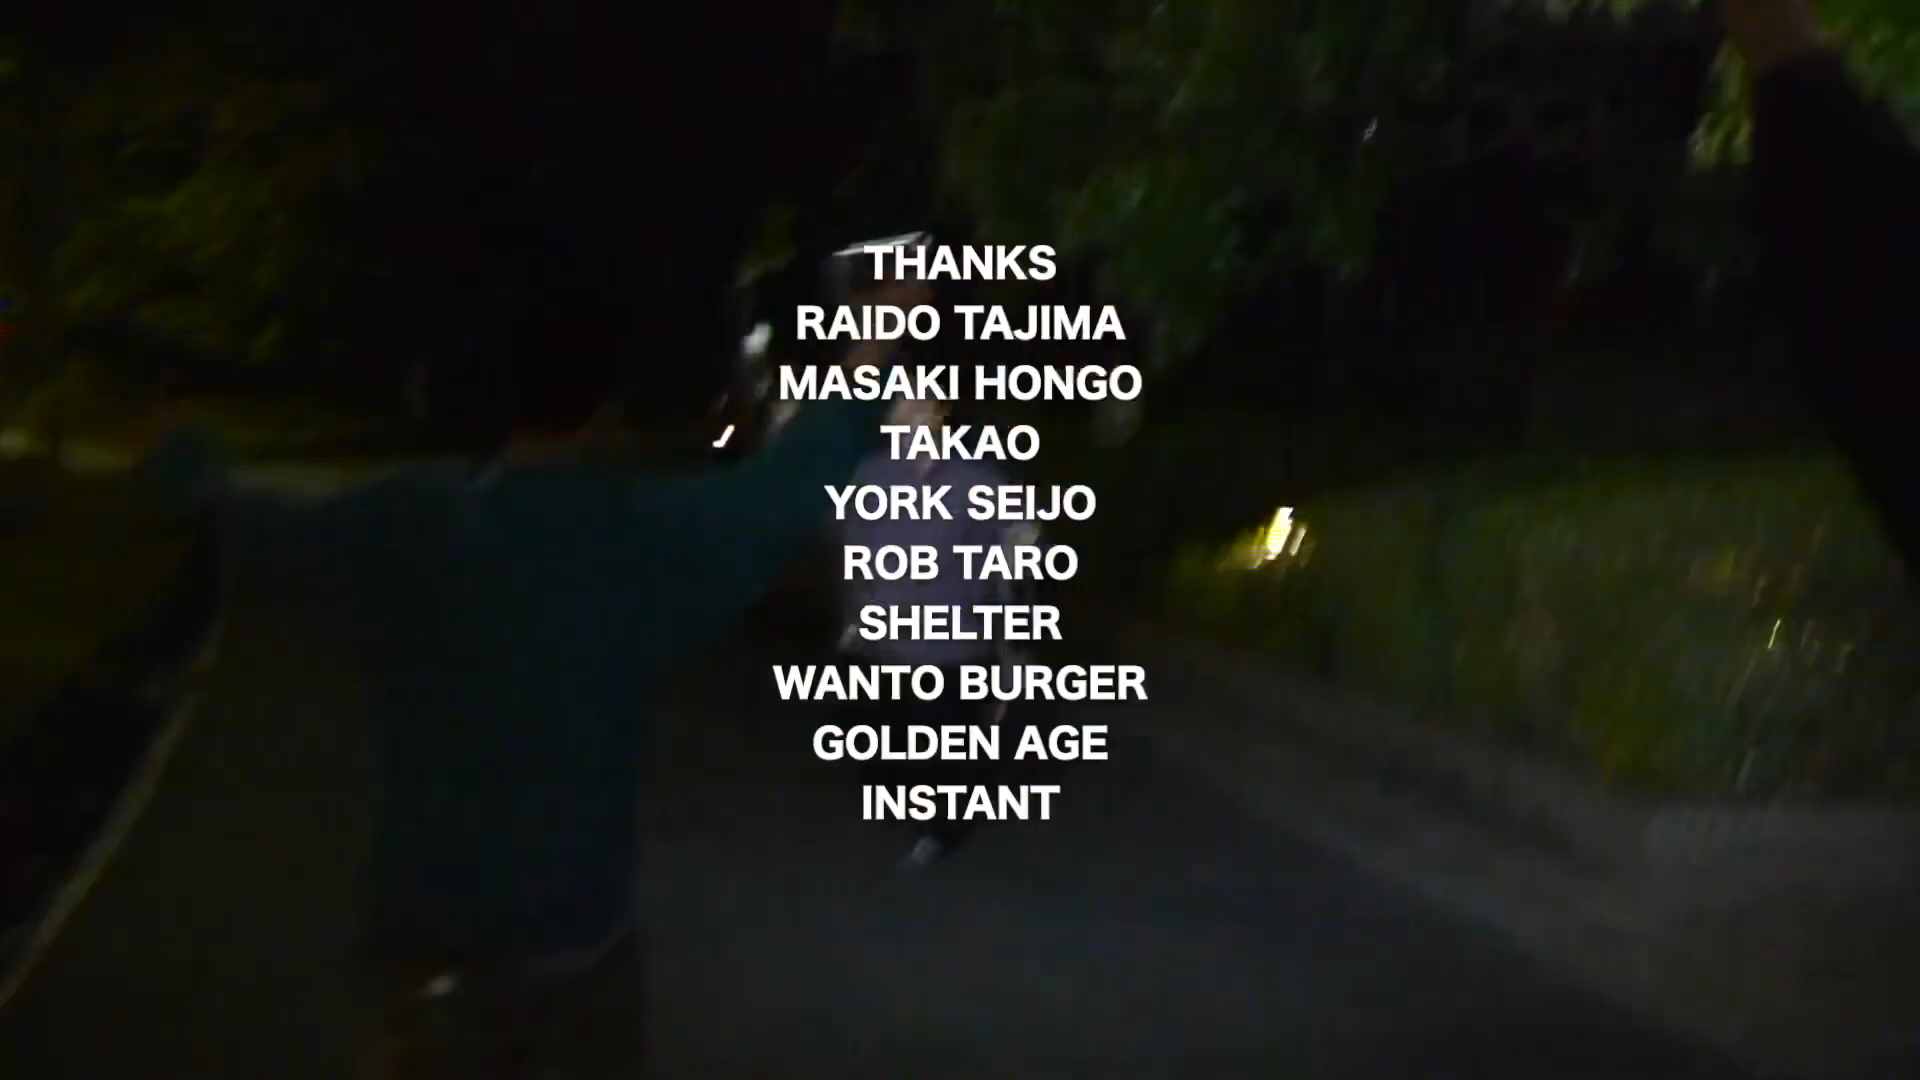 THANKS
RAIDO TAJIMA
MASAKI HONGO
TAKAO
YORK SEIJO
ROB TARO
SHELTER
WANTO BURGER
GOLDEN AGE
INSTANT